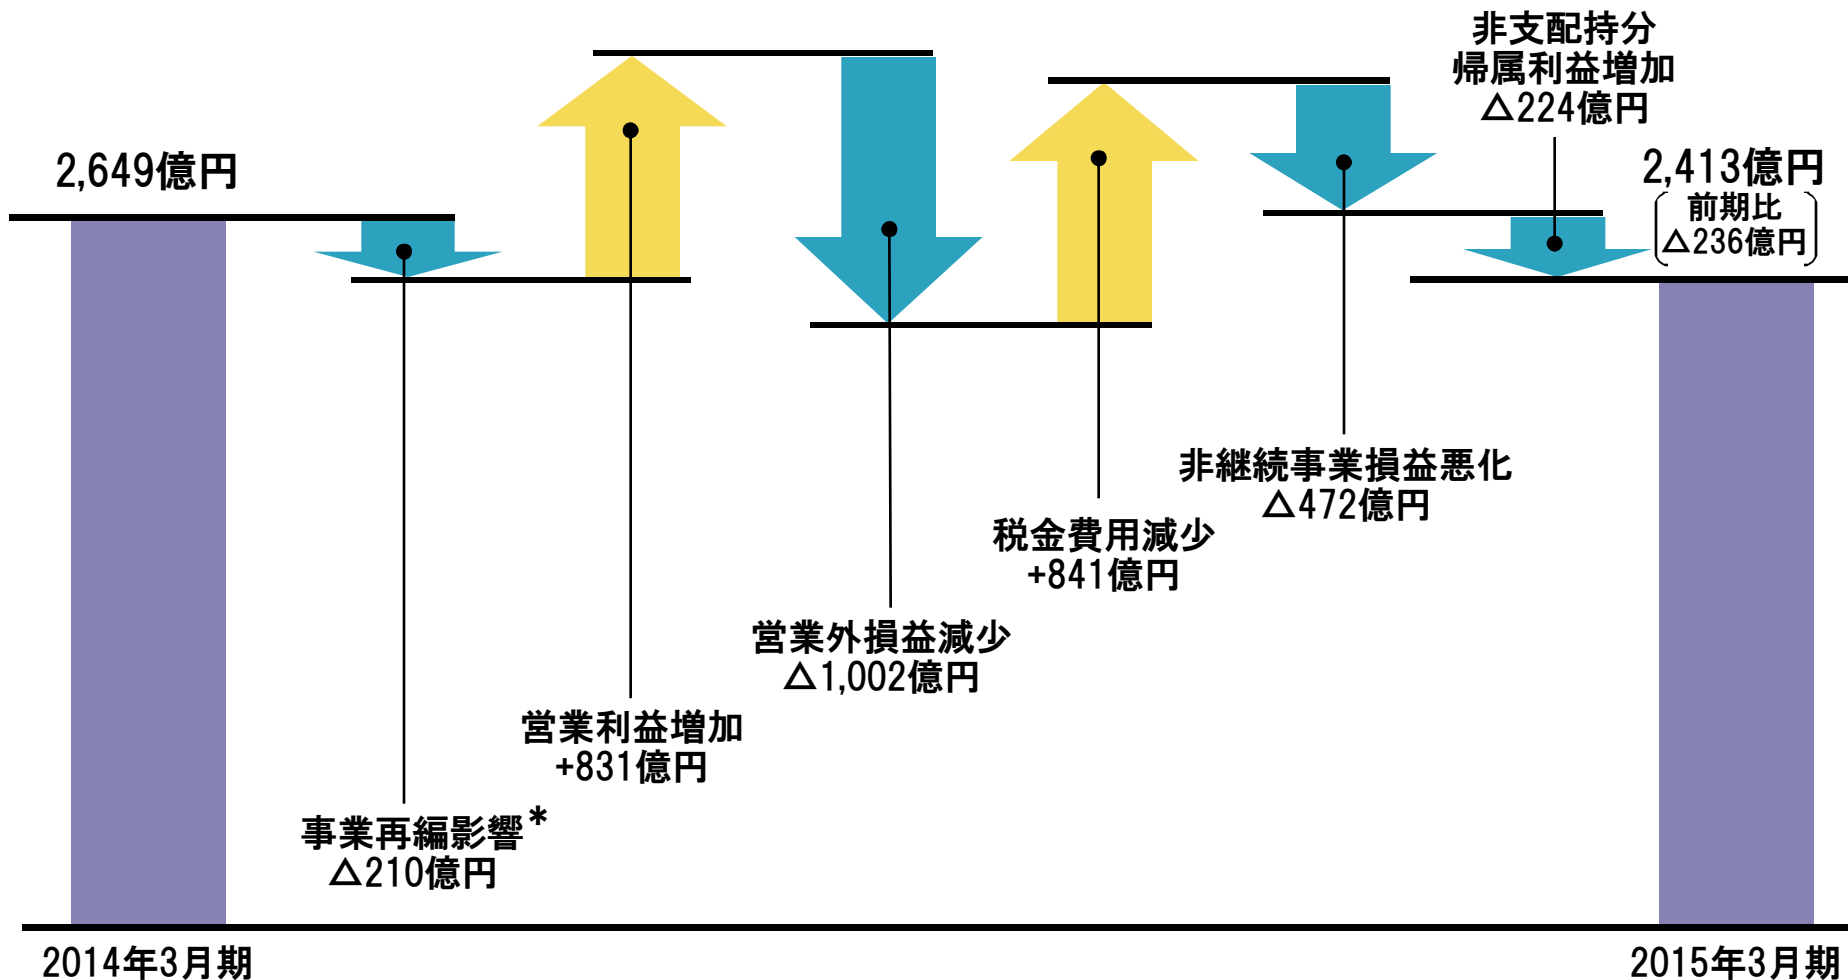 2,649億円
非支配持分
帰属利益増加
△224億円
2,413億円
前期比
△236億円
非継続事業損益悪化
△472億円
税金費用減少
+841億円
営業外損益減少
△1,002億円
営業利益増加
+831億円
事業再編影響*
△210億円
2014年3月期
2015年3月期